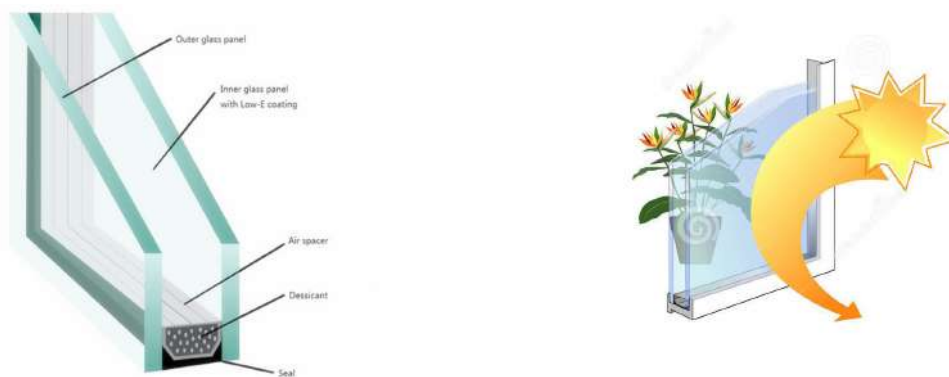 Outer glass panel
Inner glass panel
with Low-E coating
Air spacer
Dessicant
Seal